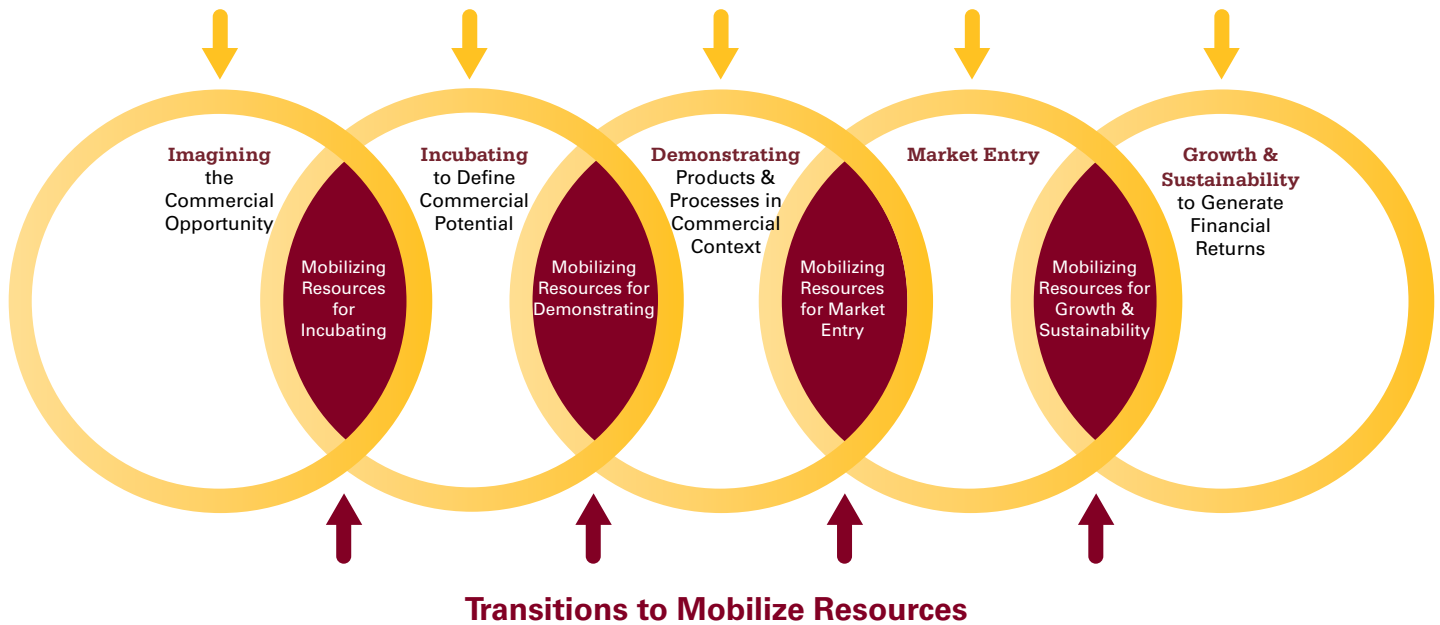 Imagining
the
Commercial
Opportunity
Mobilizing
Resources
for
Incubating
Incubating
to Define
Commercial
Potential
Mobilizing
Resources for
Demonstrating
Demonstrating
Products &
Processes in
Commercial
Context
Mobilizing
Resources
for Market
Entry
Market Entry
Mobilizing
Resources for
Growth &
Sustainability
Growth &
Sustainability
to Generate
Financial
Returns
Transitions to Mobilize Resources